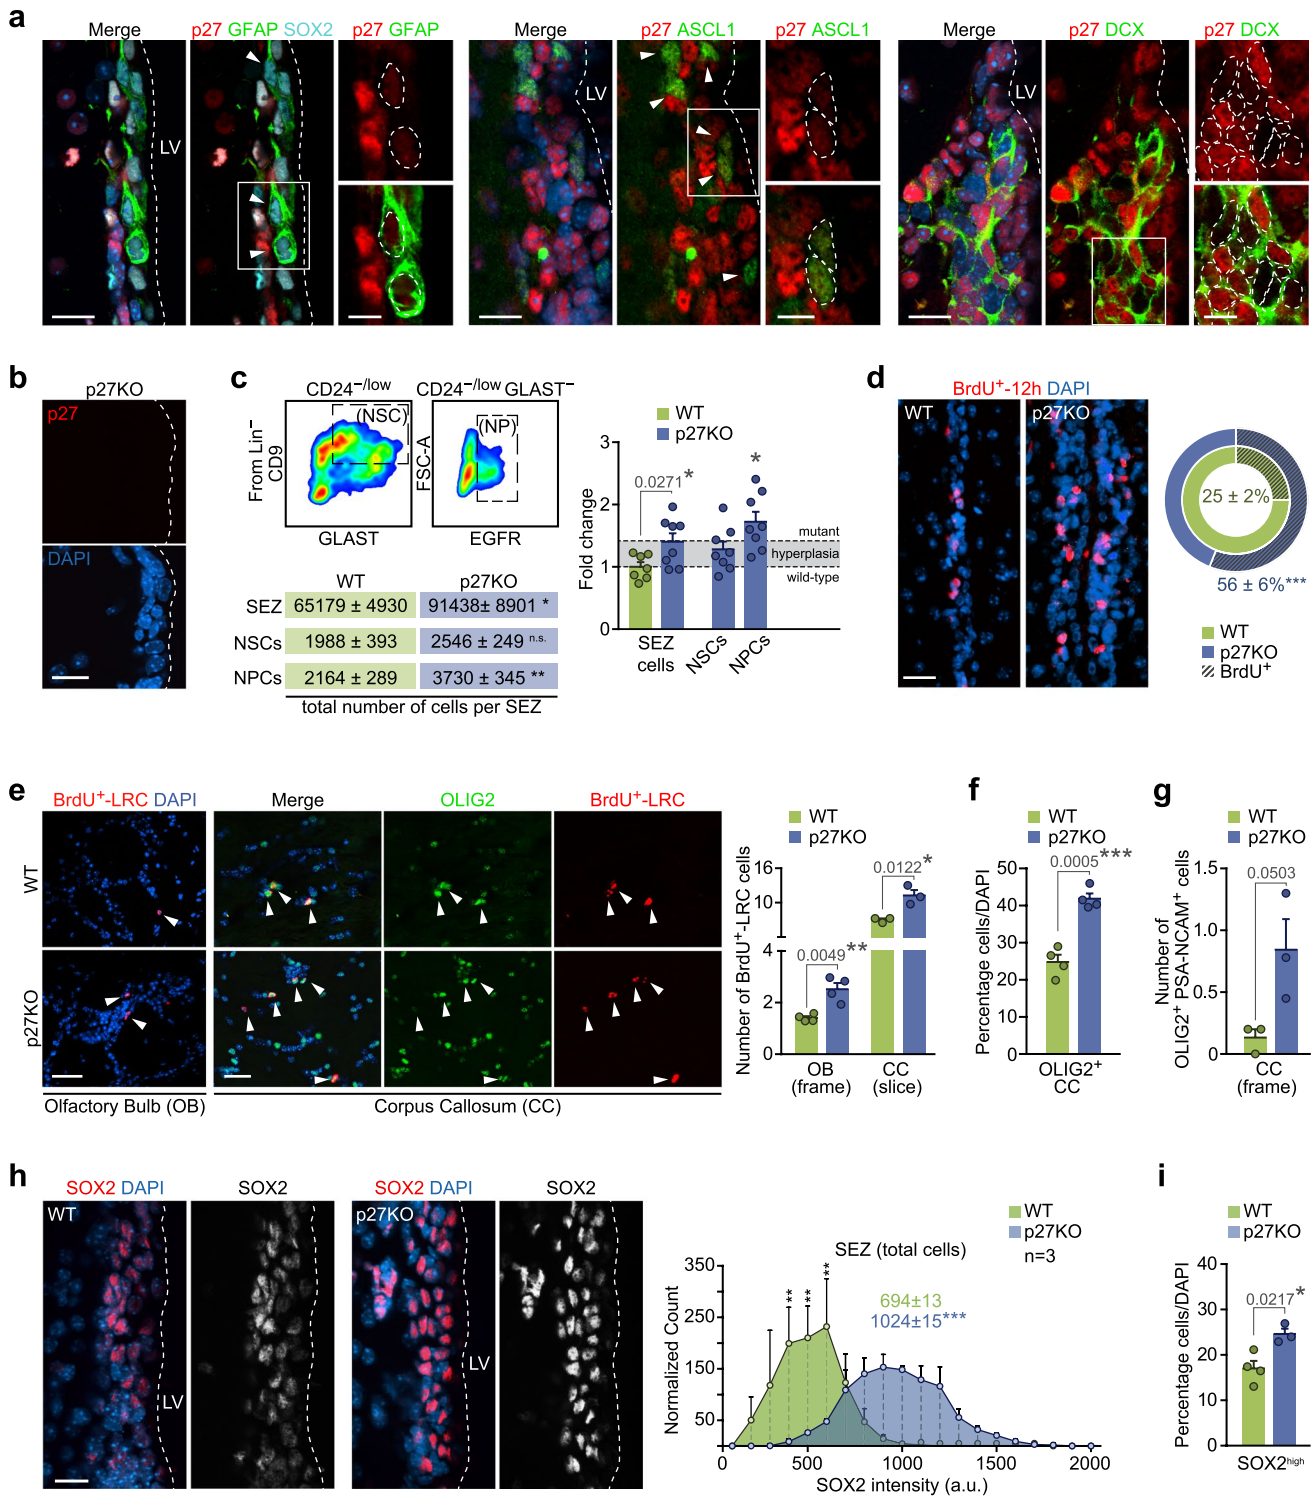 a
Merge
p27 GFAP SOX2
p27 GFAP
Merge
p27 ASCL1
p27 ASCL1
Merge
p27 DCX
p27 DCX
LV
LV
LV
b
p27KO
p27
DAPI
c
CD24⁻/low
CD24⁻/low GLAST⁻
From Lin⁻
CD9
(NSC)
FSC-A
(NP)
GLAST
EGFR
WT
p27KO
SEZ
65179 ± 4930
91438± 8901 *
NSCs
1988 ± 393
2546 ± 249 n.s.
NPCs
2164 ± 289
3730 ± 345 **
total number of cells per SEZ
WT
p27KO
Fold change
3
2
1
0
0.0271
*
*
mutant
hyperplasia
wild-type
SEZ
cells
NSCs
NPCs
d
BrdU⁺-12h DAPI
WT
p27KO
25 ± 2%
56 ± 6%***
WT
p27KO
BrdU⁺
e
BrdU⁺-LRC DAPI
Merge
OLIG2
BrdU⁺-LRC
WT
p27KO
Olfactory Bulb (OB)
Corpus Callosum (CC)
WT
p27KO
Number of BrdU⁺-LRC cells
16
10
4
2
0
0.0049
**
0.0122
*
OB
(frame)
CC
(slice)
f
WT
p27KO
Percentage cells/DAPI
50
40
30
20
10
0
0.0005
***
OLIG2⁺
CC
g
WT
p27KO
Number of
OLIG2⁺ PSA-NCAM⁺ cells
1.5
1.0
0.5
0
0.0503
CC
(frame)
h
SOX2 DAPI
SOX2
SOX2 DAPI
SOX2
WT
p27KO
LV
LV
WT
p27KO
n=3
SEZ (total cells)
694±13
1024±15***
**
**
**
Normalized Count
350
250
150
50
0
500
1000
1500
2000
SOX2 intensity (a.u.)
i
WT
p27KO
Percentage cells/DAPI
40
30
20
10
0
0.0217
*
SOX2high